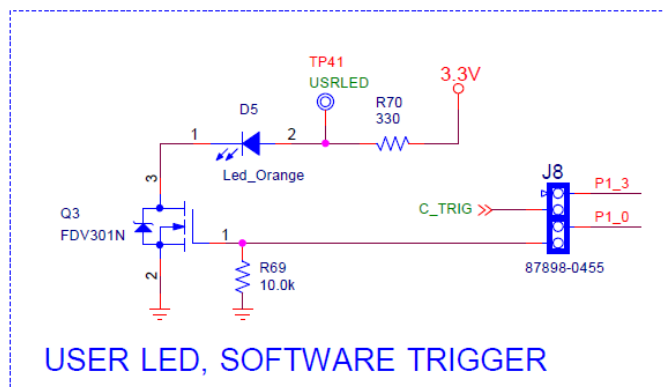 TP41
USRLED
3.3V
D5
R70
330
1
2
Led_Orange
J8
P1_3
3
C_TRIG
P1_0
Q3
FDV301N
1
87898-0455
R69
10.0k
2
USER LED, SOFTWARE TRIGGER